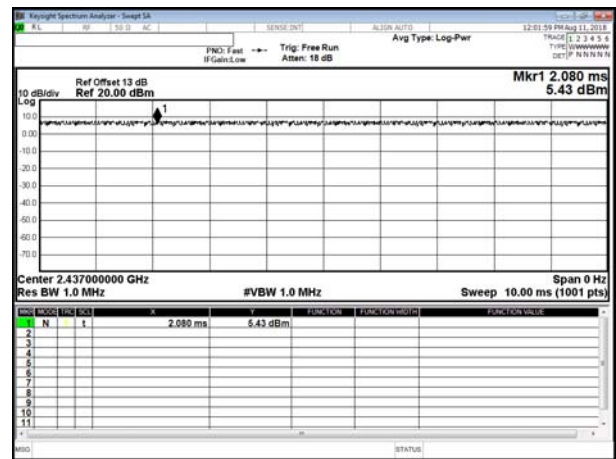 Keysight Spectrum Analyzer - Swept SA
RL RF 50 Ω AC SENSE:INT ALIGN AUTO 12:01:59 PM Aug 11, 2018
Avg Type: Log-Pwr TRACE 1 2 3 4 5 6
PNO: Fast Trig: Free Run TYPE WWWWWW
IFGain:Low Atten: 18 dB DET P N N N N N
Mkr1 2.080 ms
Ref Offset 13 dB
10 dB/div Ref 20.00 dBm 5.43 dBm
Log
1
10.0
0.00
-10.0
-20.0
-30.0
-40.0
-50.0
-60.0
-70.0
Center 2.437000000 GHz Span 0 Hz
Res BW 1.0 MHz #VBW 1.0 MHz Sweep 10.00 ms (1001 pts)
MKR MODE TRC SCL X Y FUNCTION FUNCTION WIDTH FUNCTION VALUE
1 N 1 t 2.080 ms 5.43 dBm
2
3
4
5
6
7
8
9
10
11
MSG STATUS